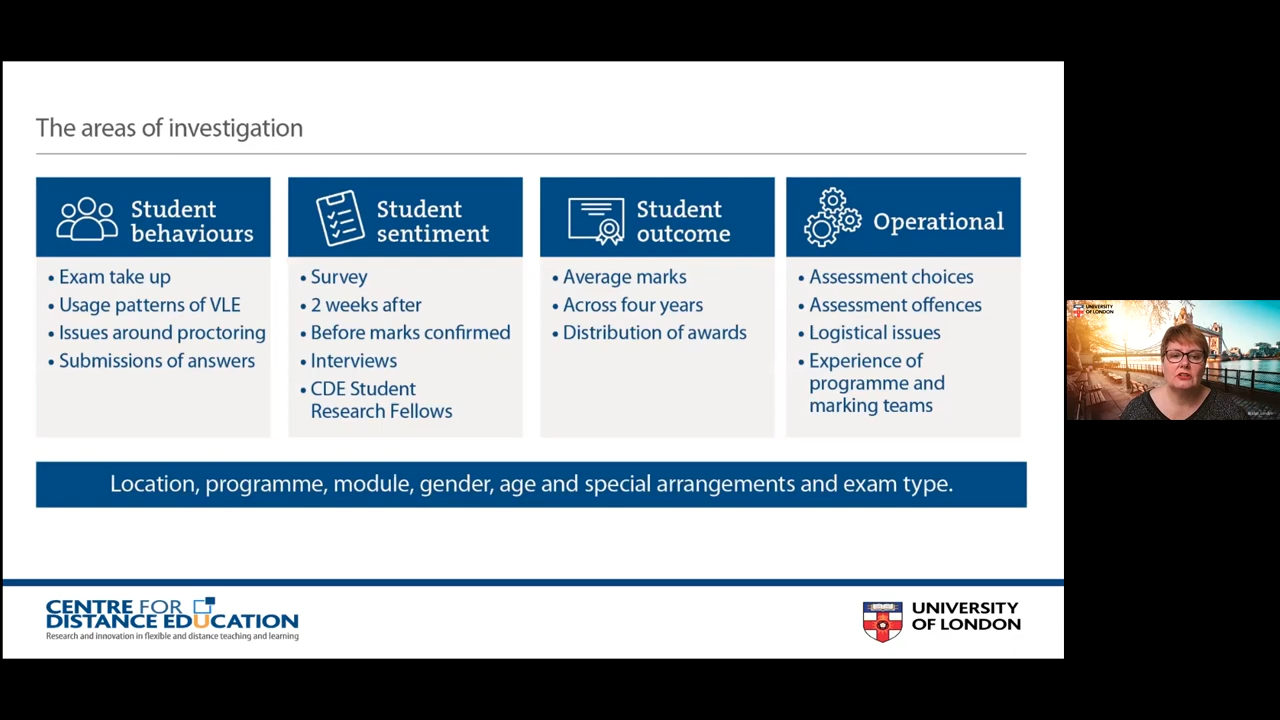 The areas of investigation
Student
behaviours
• Exam take up
• Usage patterns of VLE
• Issues around proctoring
• Submissions of answers
Student
sentiment
• Survey
• 2 weeks after
• Before marks confirmed
• Interviews
• CDE Student
Research Fellows
Student
outcome
• Average marks
• Across four years
• Distribution of awards
Operational
• Assessment choices
• Assessment offences
• Logistical issues
• Experience of
programme and
marking teams
Location, programme, module, gender, age and special arrangements and exam type.
CENTRE FOR
DISTANCE EDUCATION
Research and innovation in flexible and distance teaching and learning
UNIVERSITY
OF LONDON
UNIVERSITY
OF LONDON